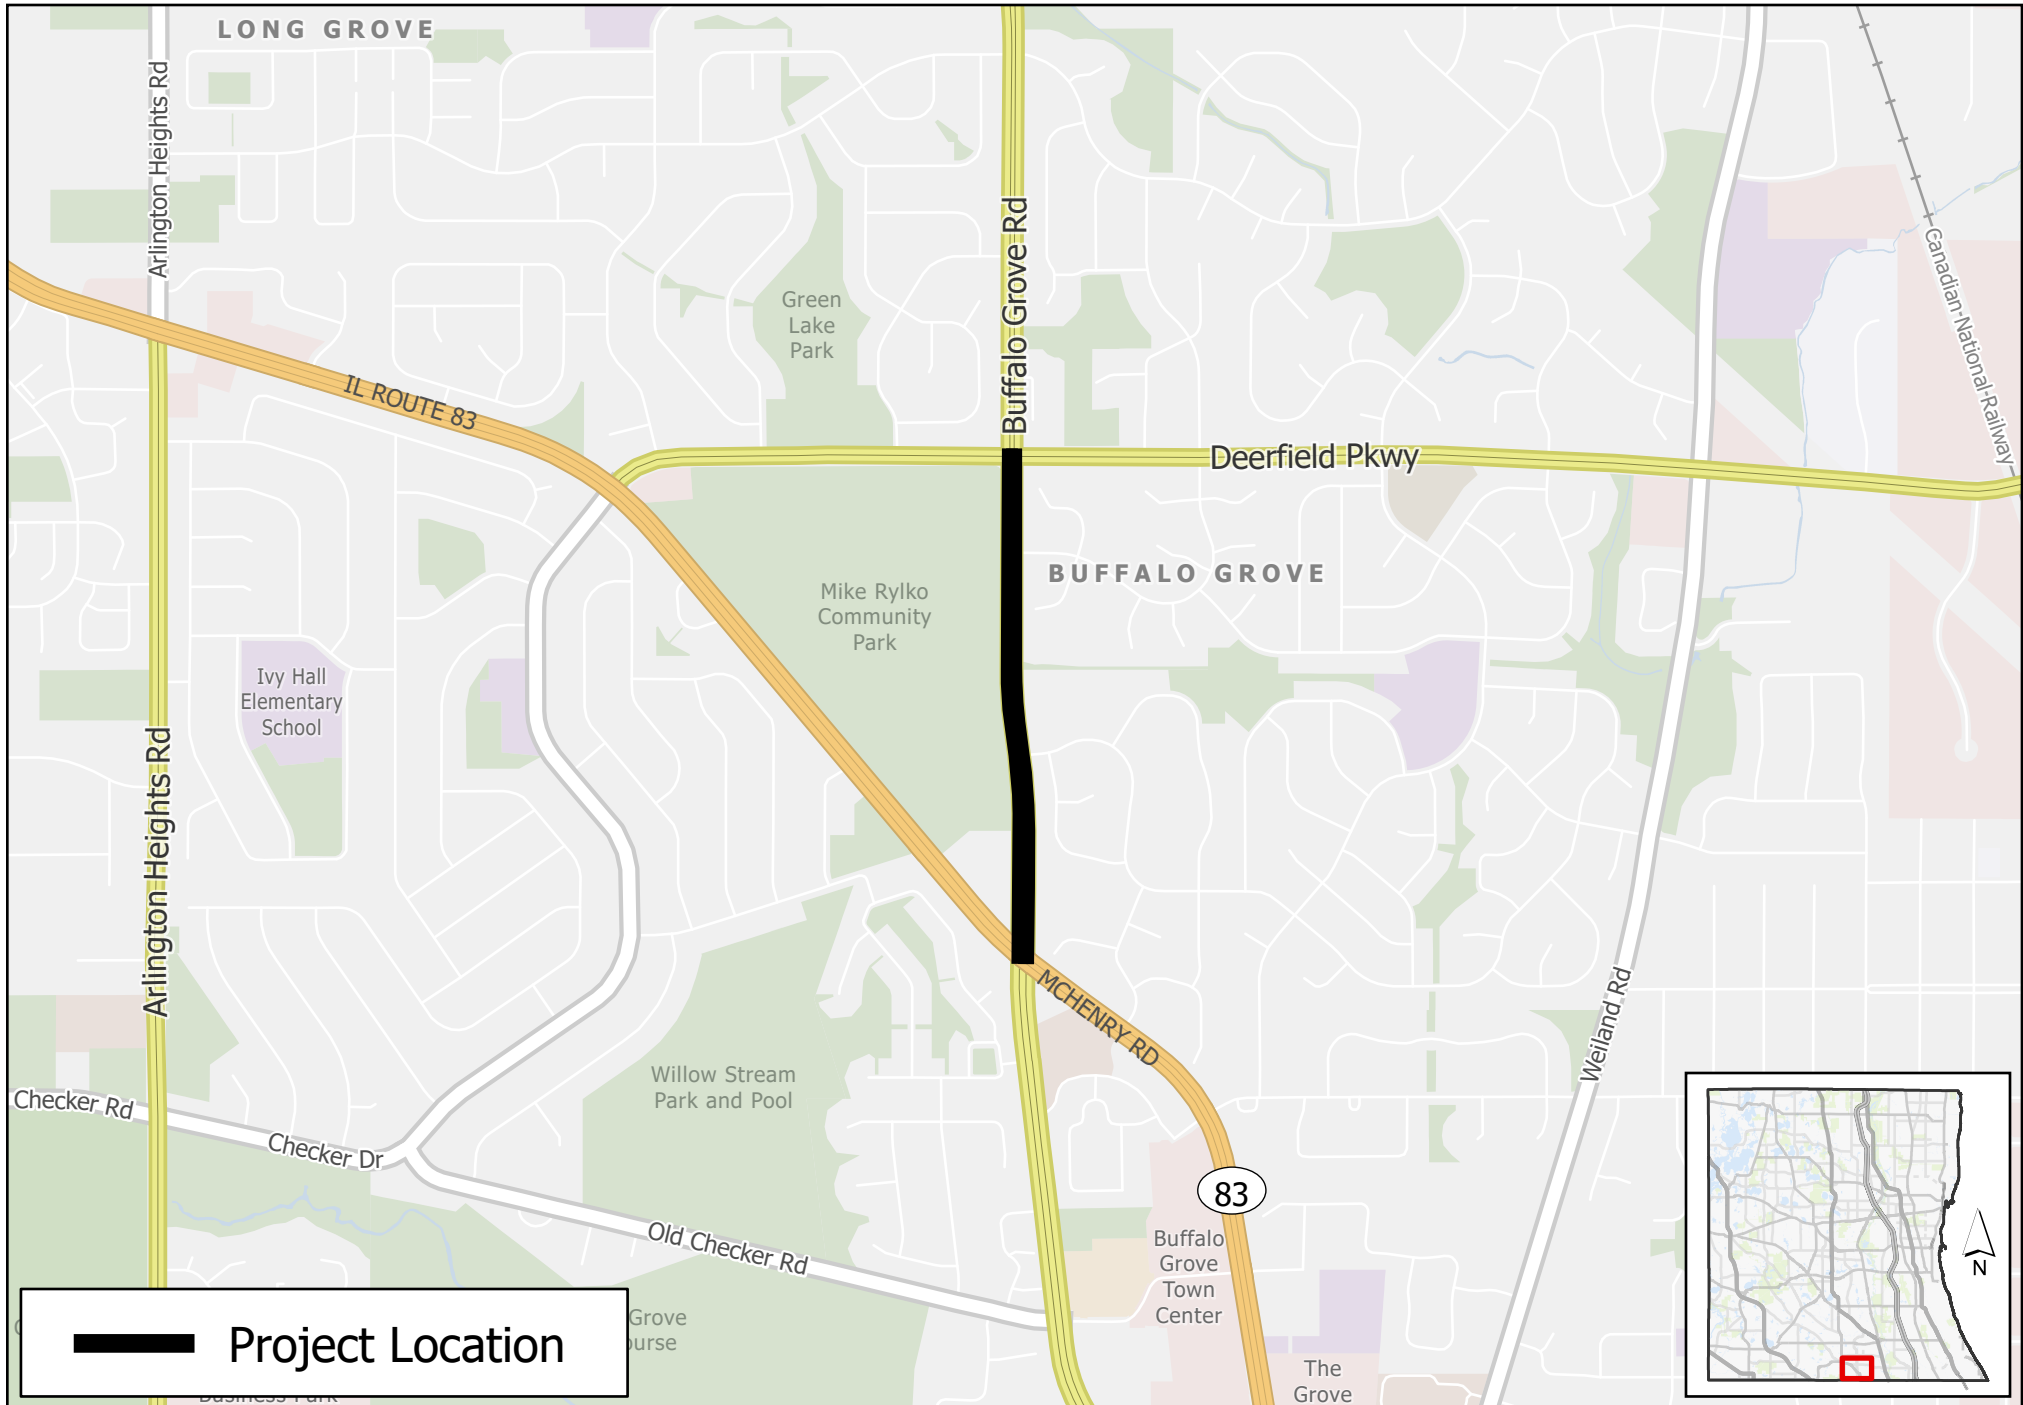 LONG GROVE
Arlington Heights Rd
Buffalo Grove Rd
Canadian-National-Railway
Green
Lake
Park
IL ROUTE 83
Deerfield Pkwy
BUFFALO GROVE
Mike Rylko
Community
Park
Ivy Hall
Elementary
School
Arlington Heights Rd
MCHENRY RD
Weiland Rd
Willow Stream
Park and Pool
Checker Rd
Checker Dr
83
Old Checker Rd
Buffalo
Grove
Town
Center
N
Grove
The
Grove
Project Location
Business Park